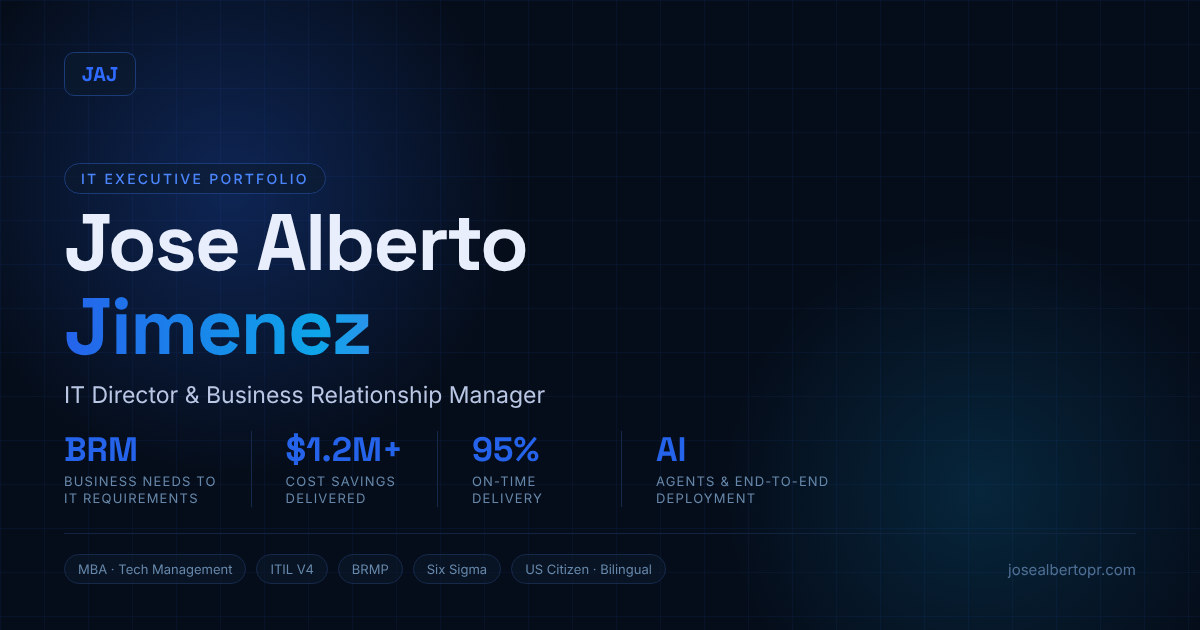 JAJ
IT EXECUTIVE PORTFOLIO
Jose Alberto
Jimenez
IT Director & Business Relationship Manager
BRM
BUSINESS NEEDS TO
IT REQUIREMENTS
$1.2M+
COST SAVINGS
DELIVERED
95%
ON-TIME
DELIVERY
AI
AGENTS & END-TO-END
DEPLOYMENT
MBA · Tech Management
ITIL V4
BRMP
Six Sigma
US Citizen · Bilingual
josealbertopr.com